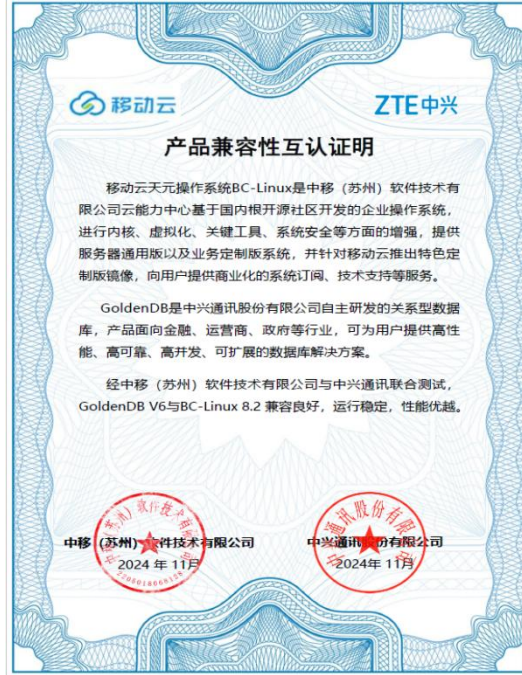 移动云
ZTE中兴
产品兼容性互认证明
移动云天元操作系统BC-Linux是中移（苏州）软件技术有
限公司云能力中心基于国内根开源社区开发的企业操作系统，
进行内核、虚拟化、关键工具、系统安全等方面的增强，提供
服务器通用版以及业务定制版系统，并针对移动云推出特色定
制版镜像，向用户提供商业化的系统订阅、技术支持等服务。
GoldenDB是中兴通讯股份有限公司自主研发的关系型数据
库，产品面向金融、运营商、政府等行业，可为用户提供高性
能、高可靠、高并发、可扩展的数据库解决方案。
经中移（苏州）软件技术有限公司与中兴通讯联合测试，
GoldenDB V6与BC-Linux 8.2 兼容良好，运行稳定，性能优越。
中移（苏州）软件技术有限公司
中兴通讯股份有限公司
2024 年 11月
2024年 11月